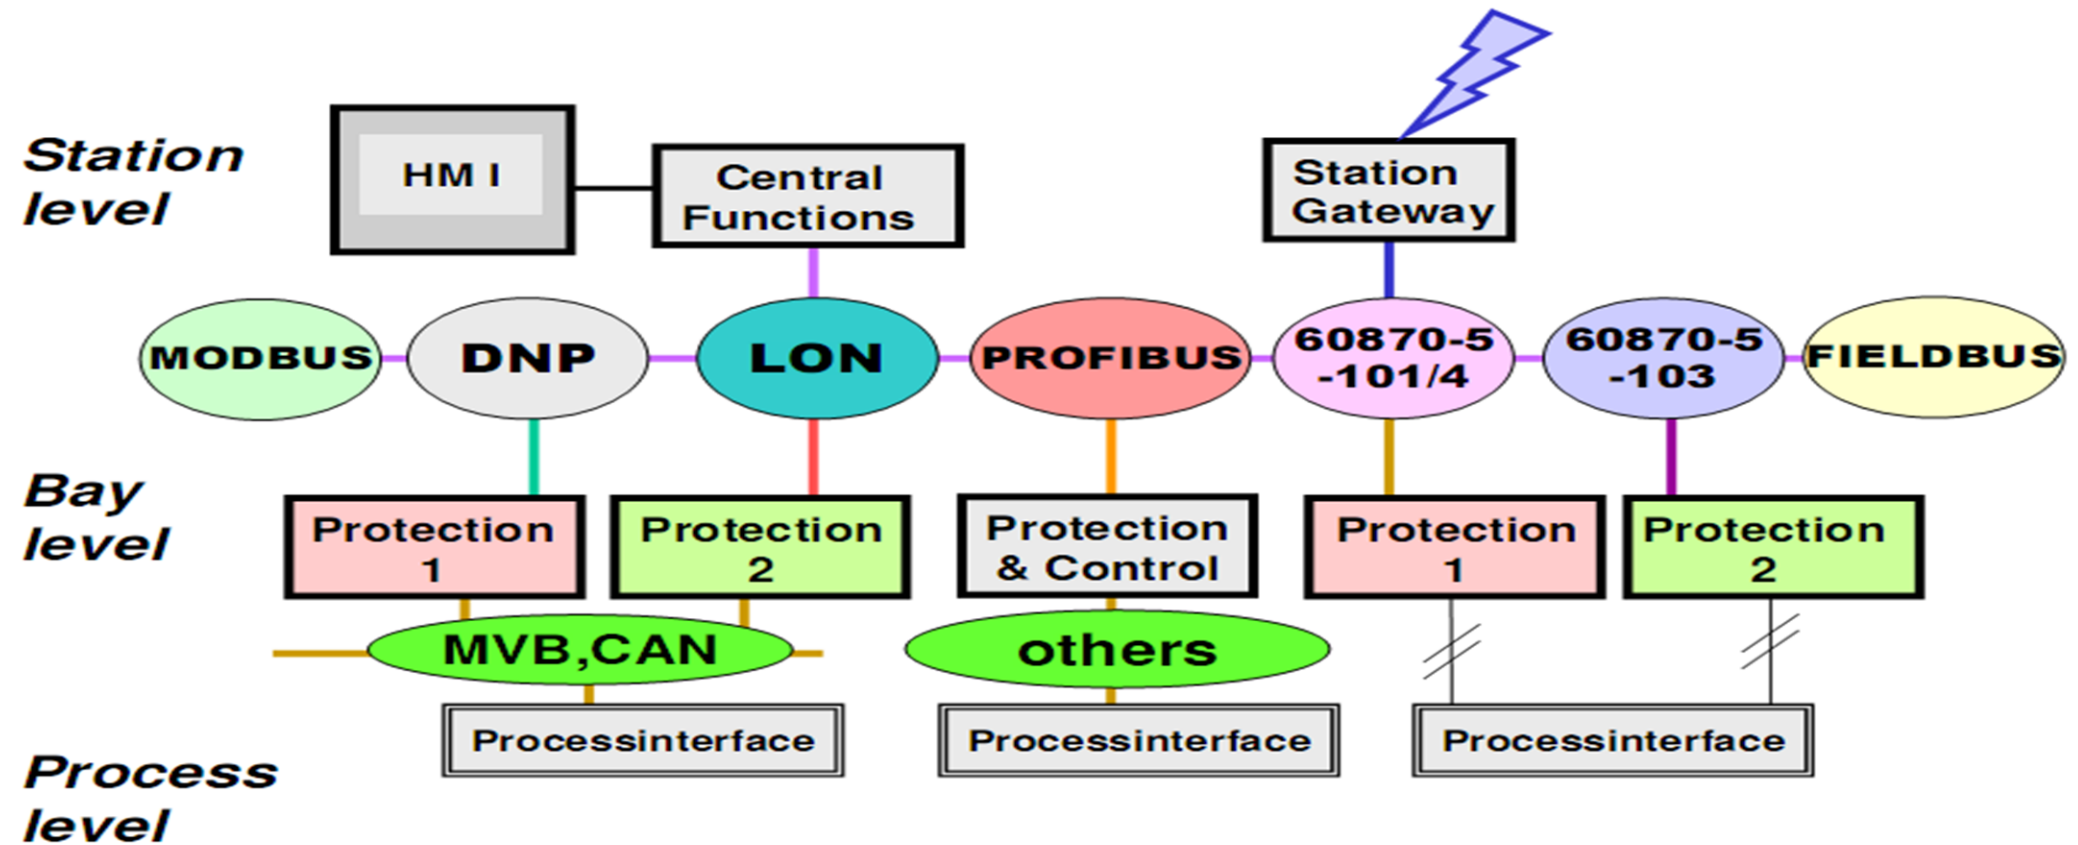 Station
level
HM I
Central
Functions
Station
Gateway
MODBUS
DNP
LON
PROFIBUS
60870-5
-101/4
60870-5
-103
FIELDBUS
Bay
level
Protection
1
Protection
2
Protection
& Control
Protection
1
Protection
2
MVB,CAN
others
Processinterface
Processinterface
Processinterface
Process
level